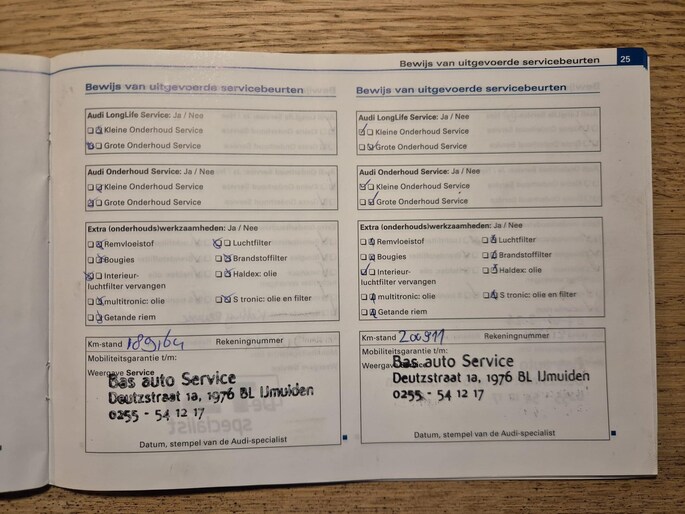 Bewijs van uitgevoerde servicebeurten 25
Bewijs van uitgevoerde servicebeurten
Audi LongLife Service: Ja / Nee
Kleine Onderhoud Service
Grote Onderhoud Service
Audi Onderhoud Service: Ja / Nee
Kleine Onderhoud Service
Grote Onderhoud Service
Extra (onderhouds)werkzaamheden: Ja / Nee
Remvloeistof Luchtfilter
Bougies Brandstoffilter
Interieur- Haldex: olie
luchtfilter vervangen
multitronic: olie S tronic: olie en filter
Getande riem
Km-stand 189164 Rekeningnummer
Mobiliteitsgarantie t/m:
Weergave Service
Bas auto Service
Deutzstraat 1a, 1976 BL IJmuiden
0255 - 54 12 17
Datum, stempel van de Audi-specialist
Bewijs van uitgevoerde servicebeurten
Audi LongLife Service: Ja / Nee
Kleine Onderhoud Service
Grote Onderhoud Service
Audi Onderhoud Service: Ja / Nee
Kleine Onderhoud Service
Grote Onderhoud Service
Extra (onderhouds)werkzaamheden: Ja / Nee
Remvloeistof Luchtfilter
Bougies Brandstoffilter
Interieur- Haldex: olie
luchtfilter vervangen
multitronic: olie S tronic: olie en filter
Getande riem
Km-stand 200911 Rekeningnummer
Mobiliteitsgarantie t/m:
Weergave Service
Bas auto Service
Deutzstraat 1a, 1976 BL IJmuiden
0255 - 54 12 17
Datum, stempel van de Audi-specialist